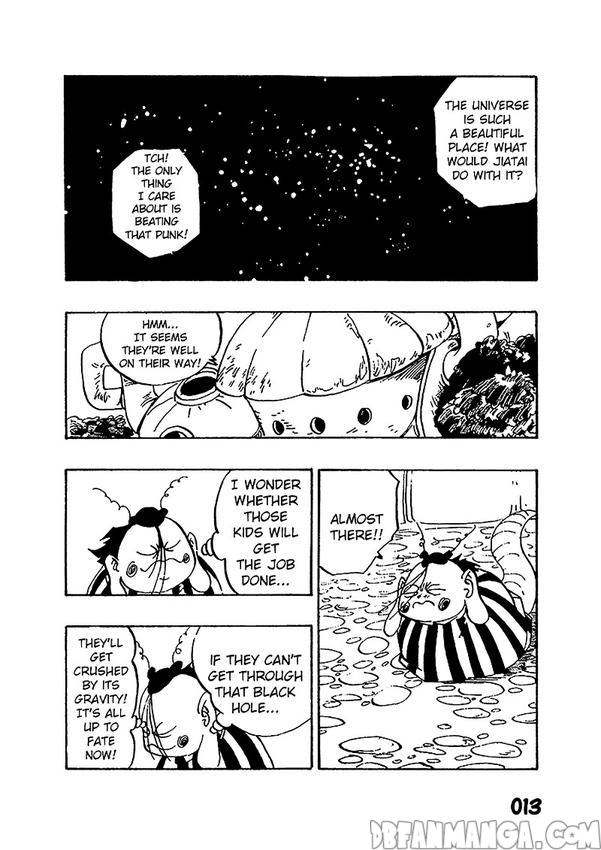 THE UNIVERSE
IS SUCH
A BEAUTIFUL
PLACE! WHAT
WOULD JIATAI
DO WITH IT?
TCH!
THE ONLY
THING
I CARE
ABOUT IS
BEATING
THAT PUNK!
HMM...
IT SEEMS
THEY'RE WELL
ON THEIR WAY!
I WONDER
WHETHER
THOSE
KIDS WILL
GET
THE JOB
DONE...
ALMOST
THERE!!
IF THEY CAN'T
GET THROUGH
THAT BLACK
HOLE...
THEY'LL
GET
CRUSHED
BY ITS
GRAVITY!
IT'S ALL
UP TO
FATE
NOW!
013
DBFANMANGA.COM